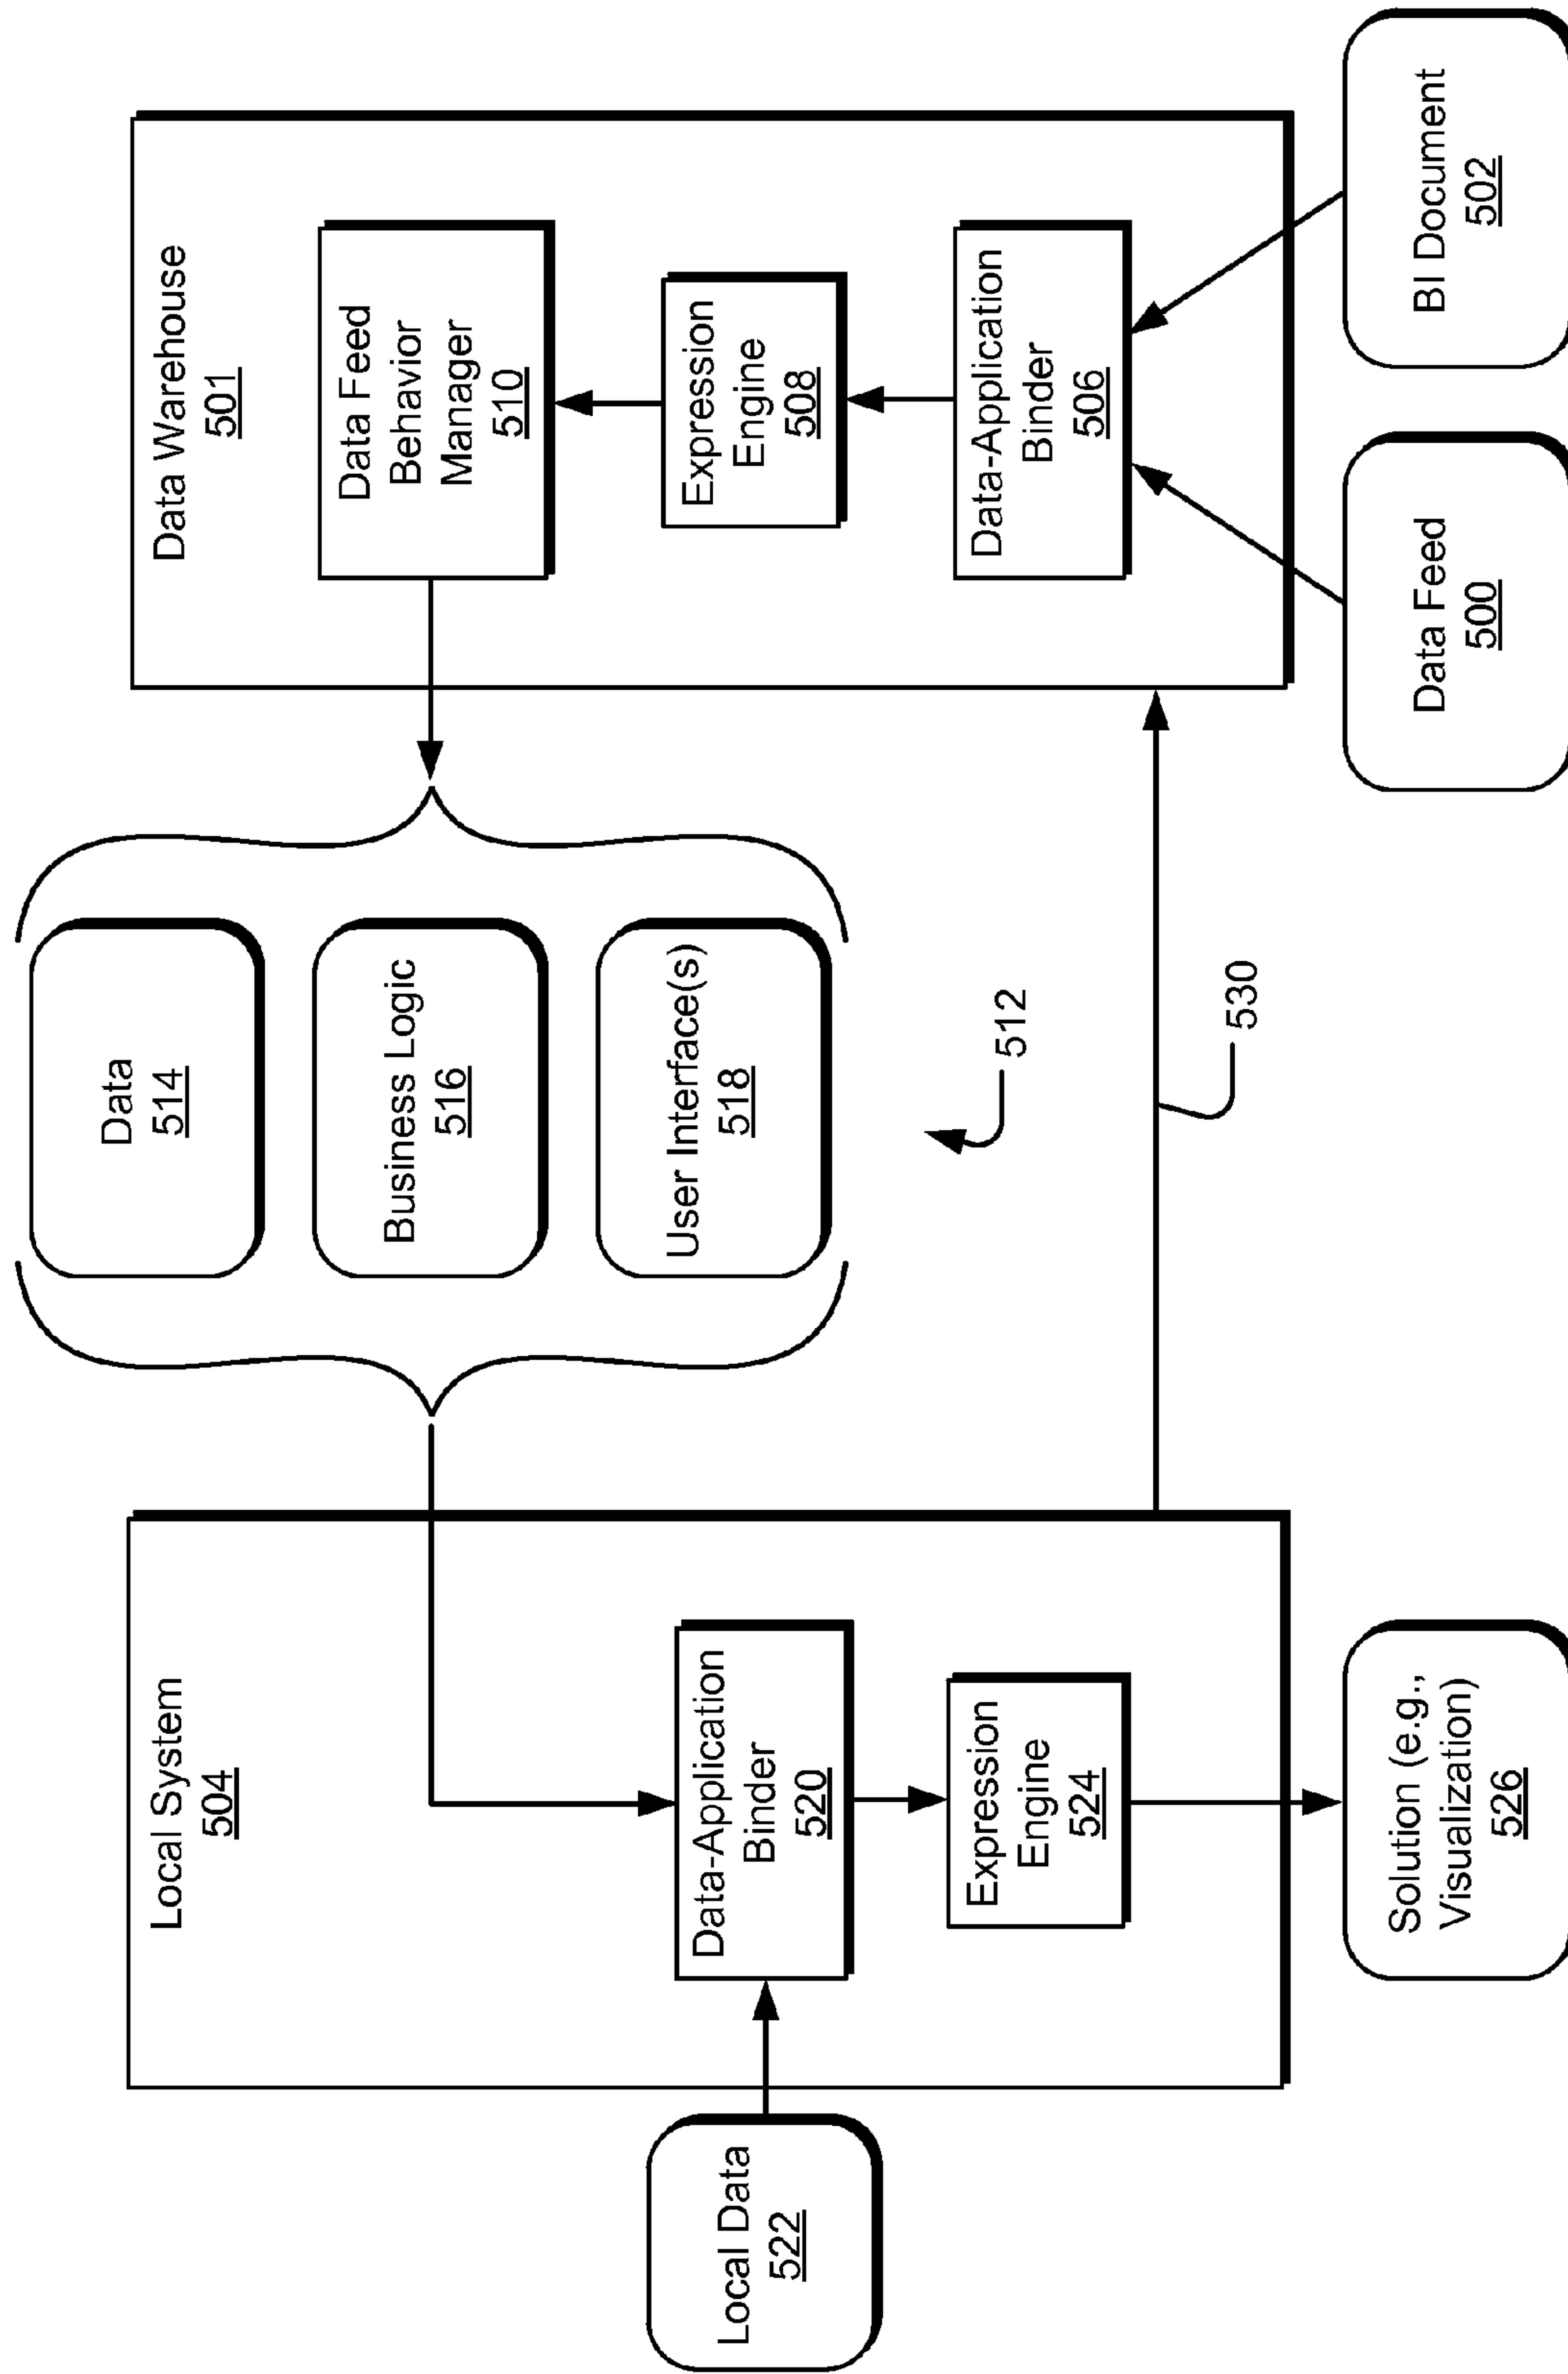 Local System
504
Local Data
522
Data-Application
Binder
520
Expression
Engine
524
Solution (e.g.,
Visualization)
526
Data
514
Business Logic
516
User Interface(s)
518
512
530
Data Warehouse
501
Data Feed
Behavior
Manager
510
Expression
Engine
508
Data-Application
Binder
506
Data Feed
500
BI Document
502